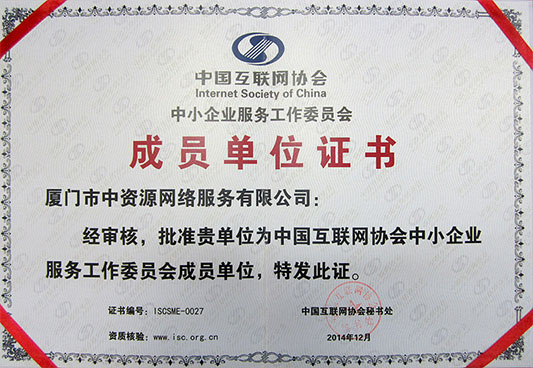 中国互联网协会
Internet Society of China
中小企业服务工作委员会
成员单位证书
厦门市中资源网络服务有限公司：
经审核，批准贵单位为中国互联网协会中小企业
服务工作委员会成员单位，特发此证。
证书编号：ISCSME-0027
中国互联网协会秘书处
资质核验：www.isc.org.cn
2014年12月